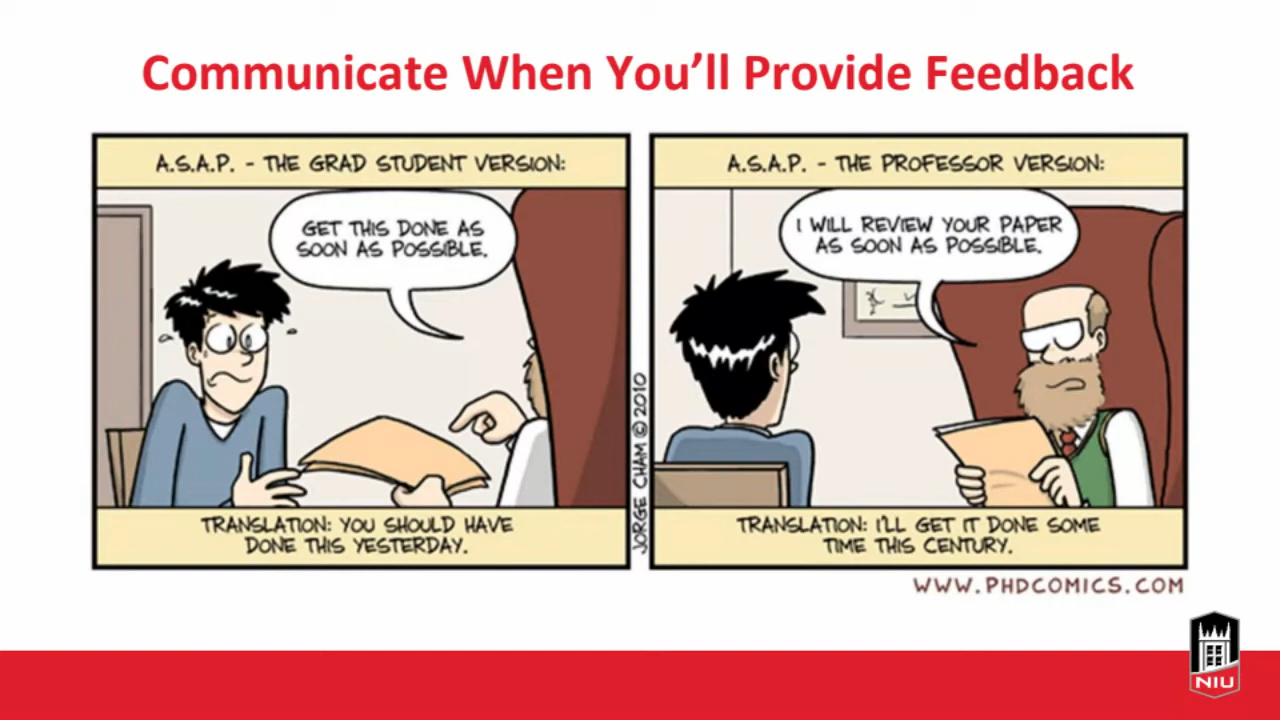 Communicate When You'll Provide Feedback
A.S.A.P. - THE GRAD STUDENT VERSION:
GET THIS DONE AS
SOON AS POSSIBLE.
TRANSLATION: YOU SHOULD HAVE
DONE THIS YESTERDAY.
JORGE CHAM © 2010
A.S.A.P. - THE PROFESSOR VERSION:
I WILL REVIEW YOUR PAPER
AS SOON AS POSSIBLE.
TRANSLATION: I'LL GET IT DONE SOME
TIME THIS CENTURY.
WWW.PHDCOMICS.COM
NIU